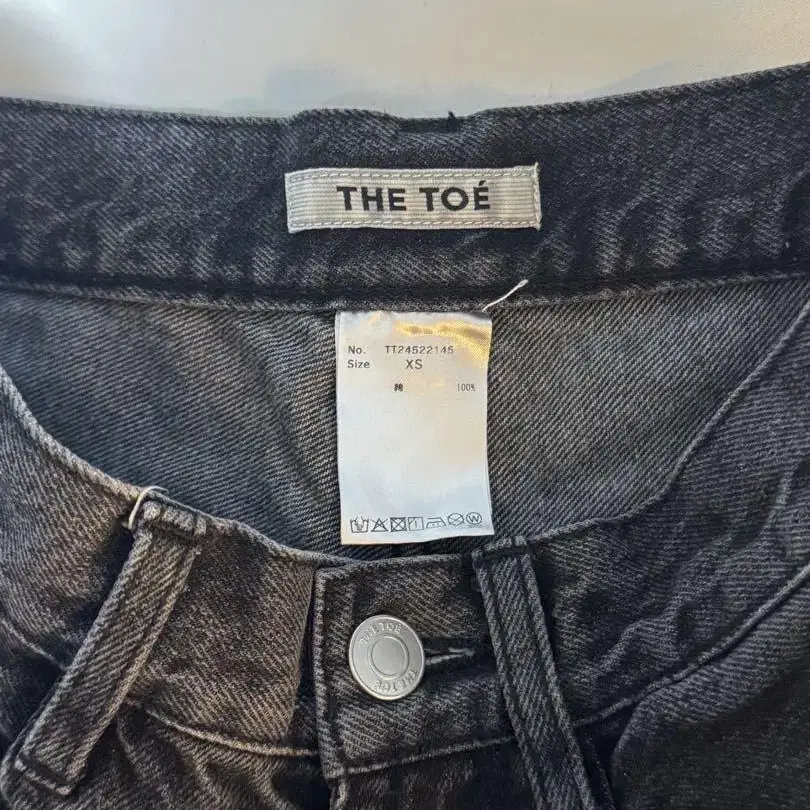 THE TOÉ
No. TT24522145
Size XS
綿 100%
THE TOÉ
THE TOÉ